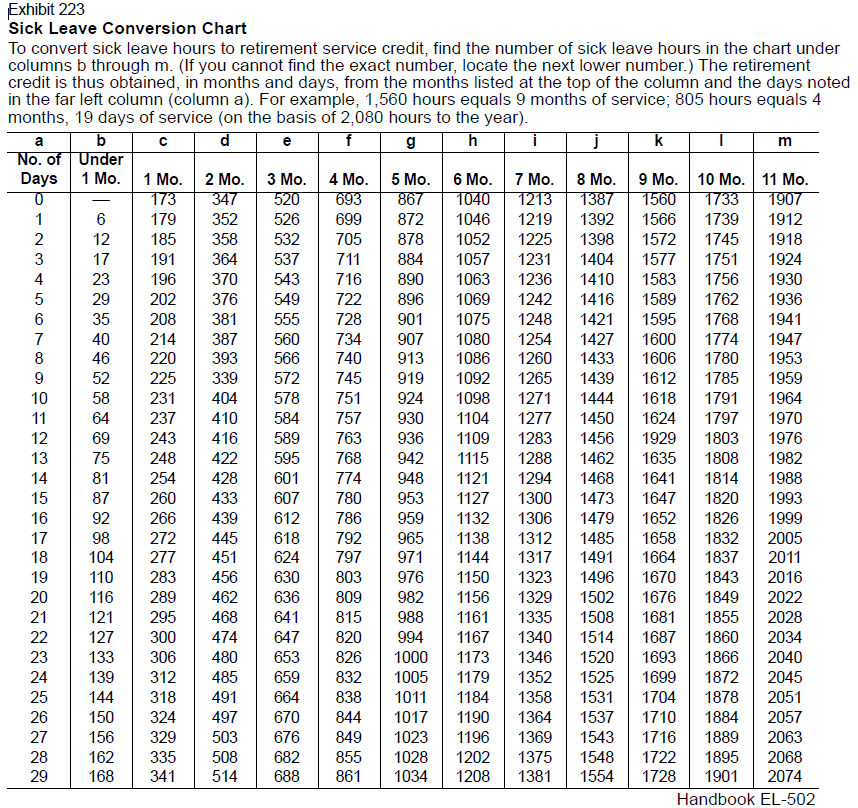 Exhibit 223
Sick Leave Conversion Chart
To convert sick leave hours to retirement service credit, find the number of sick leave hours in the chart under
columns b through m. (If you cannot find the exact number, locate the next lower number.) The retirement
credit is thus obtained, in months and days, from the months listed at the top of the column and the days noted
in the far left column (column a). For example, 1,560 hours equals 9 months of service; 805 hours equals 4
months, 19 days of service (on the basis of 2,080 hours to the year).
a b c d e f g h i j k l m
No. of Under
Days 1 Mo. 1 Mo. 2 Mo. 3 Mo. 4 Mo. 5 Mo. 6 Mo. 7 Mo. 8 Mo. 9 Mo. 10 Mo. 11 Mo.
0 — 173 347 520 693 867 1040 1213 1387 1560 1733 1907
1 6 179 352 526 699 872 1046 1219 1392 1566 1739 1912
2 12 185 358 532 705 878 1052 1225 1398 1572 1745 1918
3 17 191 364 537 711 884 1057 1231 1404 1577 1751 1924
4 23 196 370 543 716 890 1063 1236 1410 1583 1756 1930
5 29 202 376 549 722 896 1069 1242 1416 1589 1762 1936
6 35 208 381 555 728 901 1075 1248 1421 1595 1768 1941
7 40 214 387 560 734 907 1080 1254 1427 1600 1774 1947
8 46 220 393 566 740 913 1086 1260 1433 1606 1780 1953
9 52 225 339 572 745 919 1092 1265 1439 1612 1785 1959
10 58 231 404 578 751 924 1098 1271 1444 1618 1791 1964
11 64 237 410 584 757 930 1104 1277 1450 1624 1797 1970
12 69 243 416 589 763 936 1109 1283 1456 1929 1803 1976
13 75 248 422 595 768 942 1115 1288 1462 1635 1808 1982
14 81 254 428 601 774 948 1121 1294 1468 1641 1814 1988
15 87 260 433 607 780 953 1127 1300 1473 1647 1820 1993
16 92 266 439 612 786 959 1132 1306 1479 1652 1826 1999
17 98 272 445 618 792 965 1138 1312 1485 1658 1832 2005
18 104 277 451 624 797 971 1144 1317 1491 1664 1837 2011
19 110 283 456 630 803 976 1150 1323 1496 1670 1843 2016
20 116 289 462 636 809 982 1156 1329 1502 1676 1849 2022
21 121 295 468 641 815 988 1161 1335 1508 1681 1855 2028
22 127 300 474 647 820 994 1167 1340 1514 1687 1860 2034
23 133 306 480 653 826 1000 1173 1346 1520 1693 1866 2040
24 139 312 485 659 832 1005 1179 1352 1525 1699 1872 2045
25 144 318 491 664 838 1011 1184 1358 1531 1704 1878 2051
26 150 324 497 670 844 1017 1190 1364 1537 1710 1884 2057
27 156 329 503 676 849 1023 1196 1369 1543 1716 1889 2063
28 162 335 508 682 855 1028 1202 1375 1548 1722 1895 2068
29 168 341 514 688 861 1034 1208 1381 1554 1728 1901 2074
Handbook EL-502